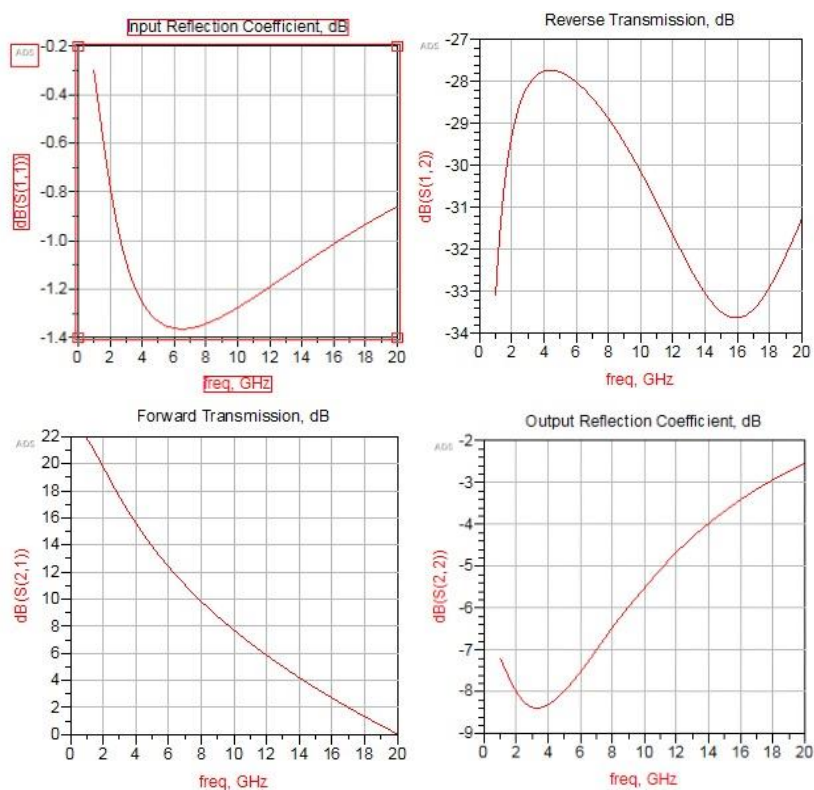 Input Reflection Coefficient, dB
ADS
-0.2
-0.4
-0.6
-0.8
-1.0
-1.2
-1.4
dB(S(1,1))
0 2 4 6 8 10 12 14 16 18 20
freq, GHz
Reverse Transmission, dB
ADS
-27
-28
-29
-30
-31
-32
-33
-34
dB(S(1,2))
0 2 4 6 8 10 12 14 16 18 20
freq, GHz
Forward Transmission, dB
ADS
22
20
18
16
14
12
10
8
6
4
2
0
dB(S(2,1))
0 2 4 6 8 10 12 14 16 18 20
freq, GHz
Output Reflection Coefficient, dB
ADS
-2
-3
-4
-5
-6
-7
-8
-9
dB(S(2,2))
0 2 4 6 8 10 12 14 16 18 20
freq, GHz